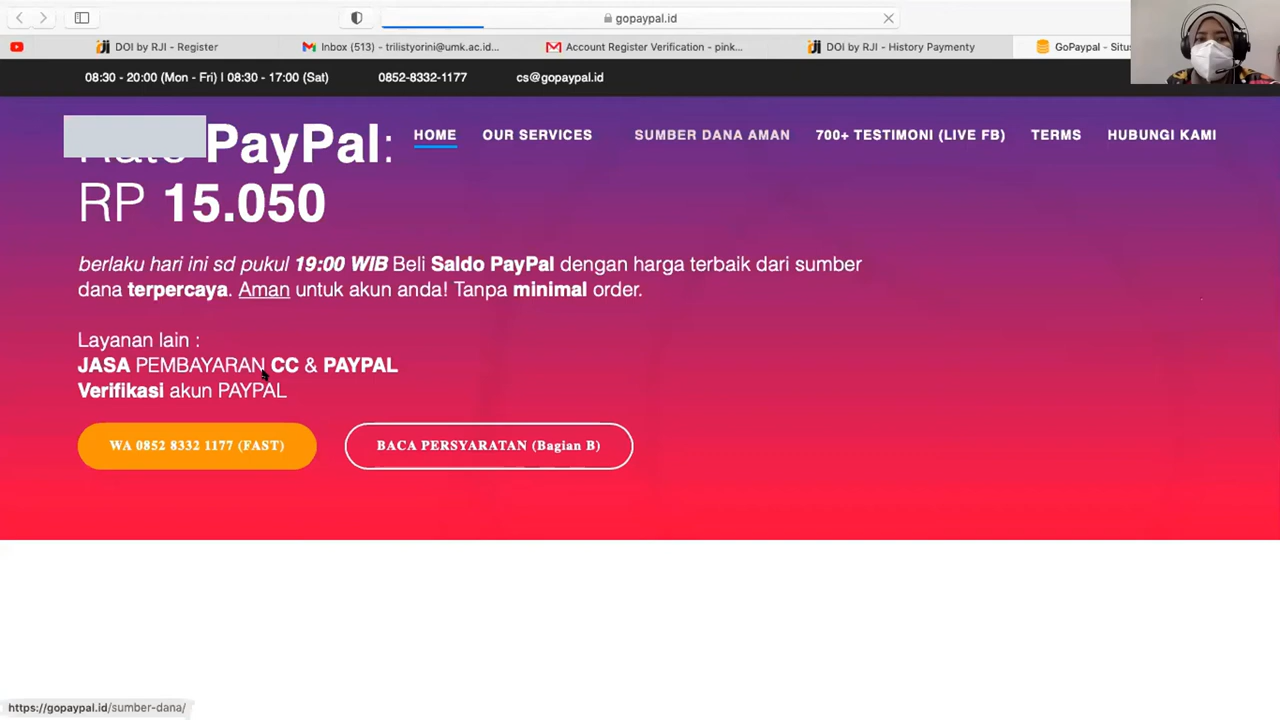 gopaypal.id
DOI by RJI - Register
Inbox (513) - trilistyorini@umk.ac.id...
Account Register Verification - pink...
DOI by RJI - History Paymenty
GoPaypal - Situs
08:30 - 20:00 (Mon - Fri) | 08:30 - 17:00 (Sat)
0852-8332-1177
cs@gopaypal.id
HOME
OUR SERVICES
SUMBER DANA AMAN
700+ TESTIMONI (LIVE FB)
TERMS
HUBUNGI KAMI
Rate PayPal:
RP 15.050
berlaku hari ini sd pukul 19:00 WIB Beli Saldo PayPal dengan harga terbaik dari sumber
dana terpercaya. Aman untuk akun anda! Tanpa minimal order.
Layanan lain :
JASA PEMBAYARAN CC & PAYPAL
Verifikasi akun PAYPAL
WA 0852 8332 1177 (FAST)
BACA PERSYARATAN (Bagian B)
https://gopaypal.id/sumber-dana/